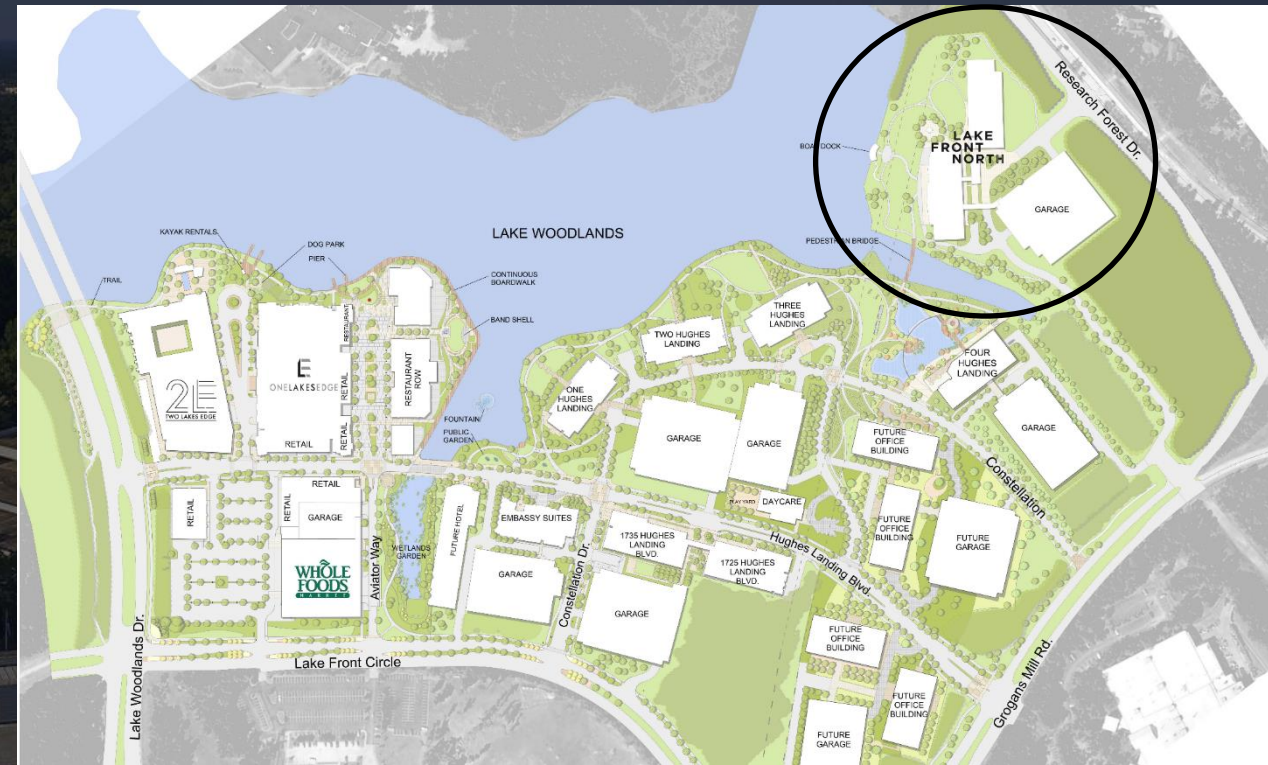 Research Forest Dr.
LAKE
FRONT
NORTH
BOAT DOCK
GARAGE
PEDESTRIAN BRIDGE
LAKE WOODLANDS
KAYAK RENTALS
DOG PARK
PIER
TRAIL
CONTINUOUS
BOARDWALK
BAND SHELL
RESTAURANT
THREE
HUGHES
LANDING
TWO HUGHES
LANDING
FOUR
HUGHES
LANDING
2E
TWO LAKES EDGE
E
ONELAKESEDGE
RETAIL
RETAIL
RETAIL
RESTAURANT
ROW
ONE
HUGHES
LANDING
FOUNTAIN
PUBLIC
GARDEN
GARAGE
GARAGE
FUTURE
OFFICE
BUILDING
GARAGE
Constellation
RETAIL
RETAIL
RETAIL
GARAGE
WHOLE
FOODS
MARKET
Aviator Way
WETLANDS
GARDEN
FUTURE HOTEL
EMBASSY SUITES
GARAGE
Constellation Dr.
PLAY YARD
DAYCARE
1735 HUGHES
LANDING
BLVD.
1725 HUGHES
LANDING BLVD.
Hughes Landing Blvd.
FUTURE
OFFICE
BUILDING
FUTURE
GARAGE
GARAGE
FUTURE
OFFICE
BUILDING
FUTURE
OFFICE
BUILDING
FUTURE
GARAGE
Grogans Mill Rd.
Lake Front Circle
Lake Woodlands Dr.